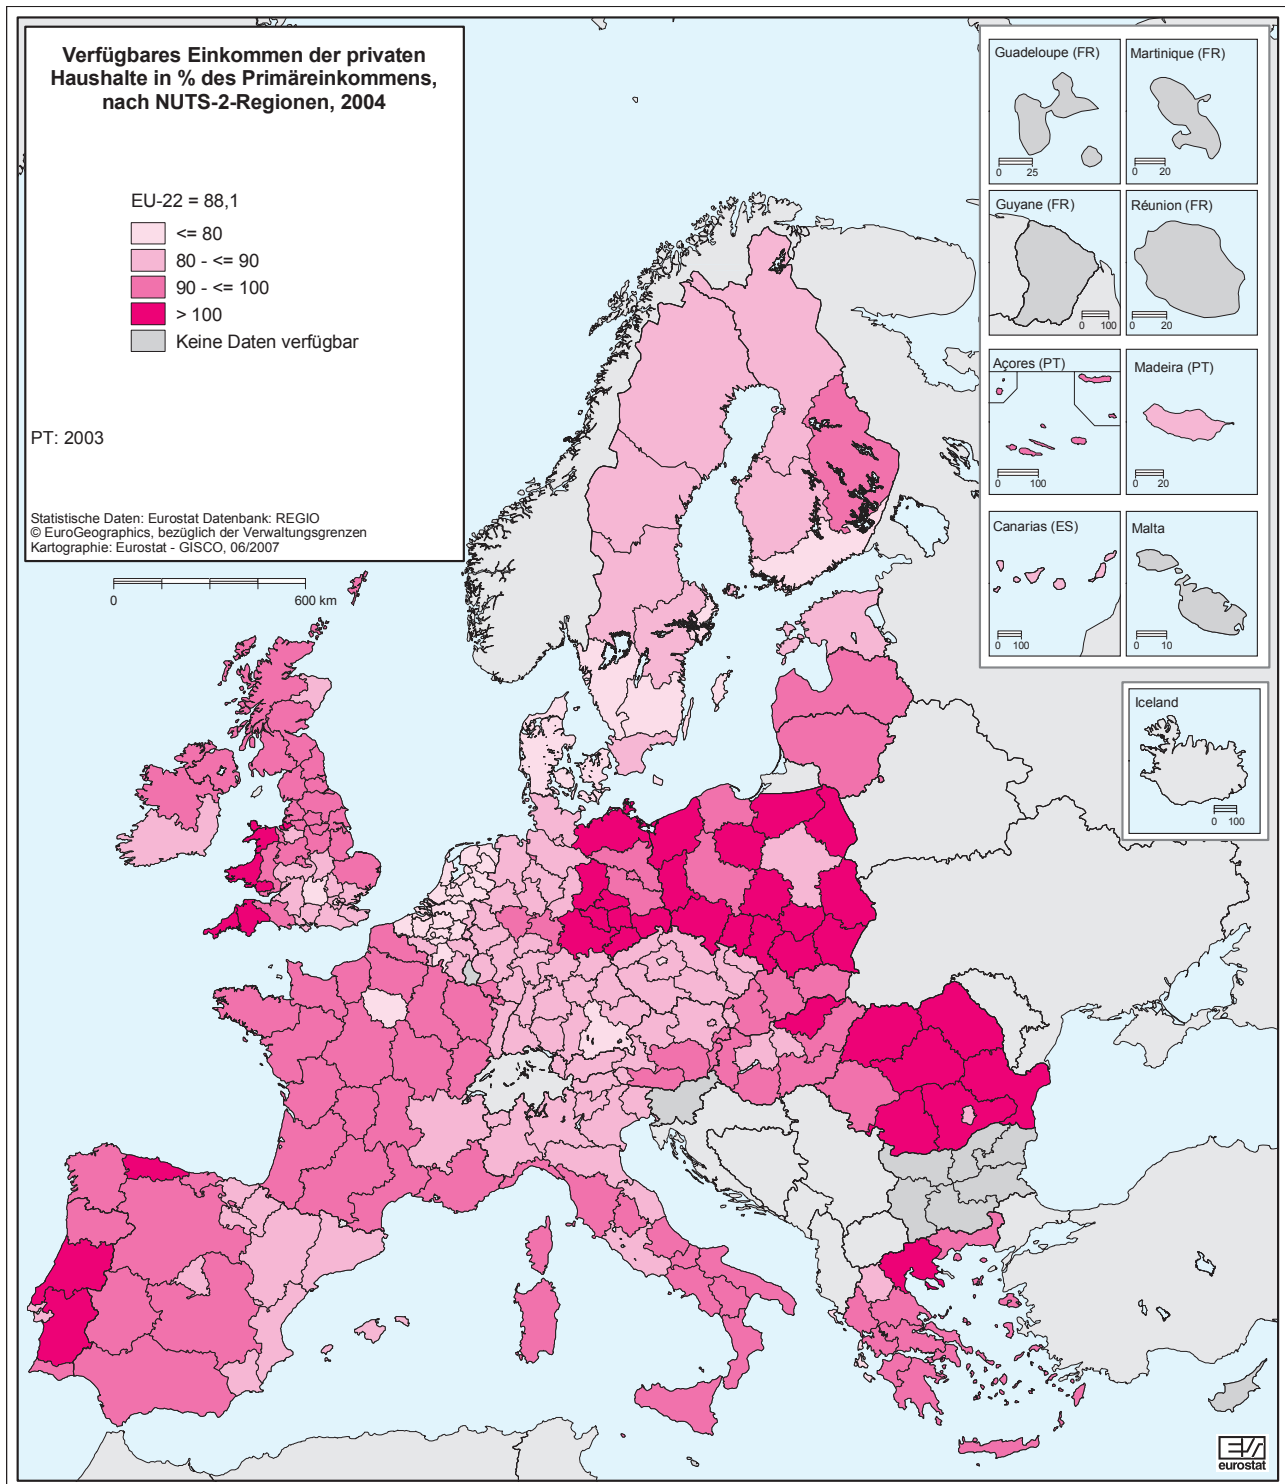 Verfügbares Einkommen der privaten
Haushalte in % des Primäreinkommens,
nach NUTS-2-Regionen, 2004
EU-22 = 88,1
<= 80
80 - <= 90
90 - <= 100
> 100
Keine Daten verfügbar
PT: 2003
Statistische Daten: Eurostat Datenbank: REGIO
© EuroGeographics, bezüglich der Verwaltungsgrenzen
Kartographie: Eurostat - GISCO, 06/2007
0 600 km
Guadeloupe (FR)
0 25
Martinique (FR)
0 20
Guyane (FR)
0 100
Réunion (FR)
0 20
Açores (PT)
0 100
Madeira (PT)
0 20
Canarias (ES)
0 100
Malta
0 10
Iceland
0 100
eurostat